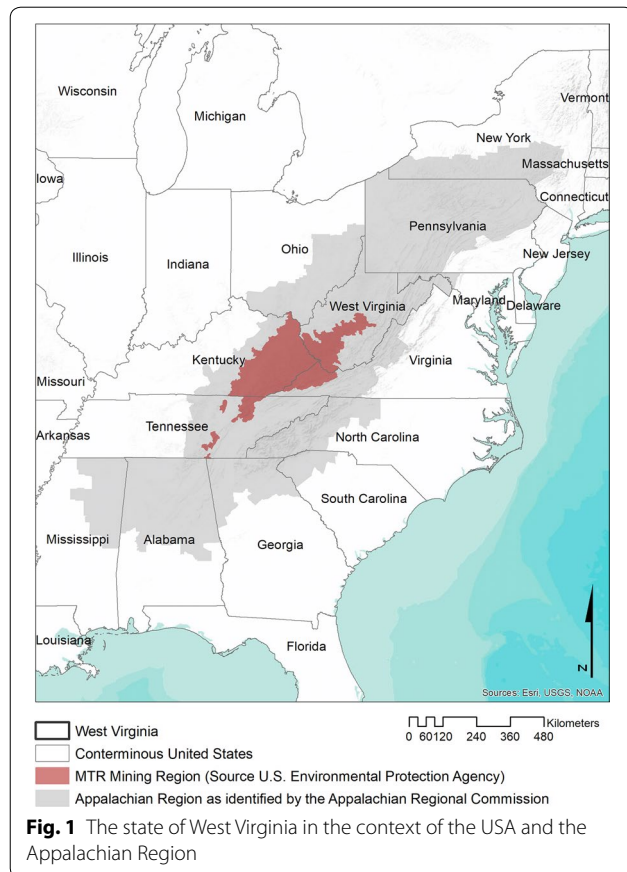 Wisconsin
Michigan
Vermont
New York
Massachusetts
Iowa
Connecticut
Pennsylvania
Ohio
Illinois
Indiana
New Jersey
West Virginia
Maryland
Delaware
Kentucky
Virginia
Missouri
Tennessee
Arkansas
North Carolina
South Carolina
Mississippi
Alabama
Georgia
Louisiana
Florida
N
Sources: Esri, USGS, NOAA
West Virginia
Conterminous United States
MTR Mining Region (Source U.S. Environmental Protection Agency)
Appalachian Region as identified by the Appalachian Regional Commission
Kilometers
0 60 120 240 360 480
Fig. 1 The state of West Virginia in the context of the USA and the
Appalachian Region